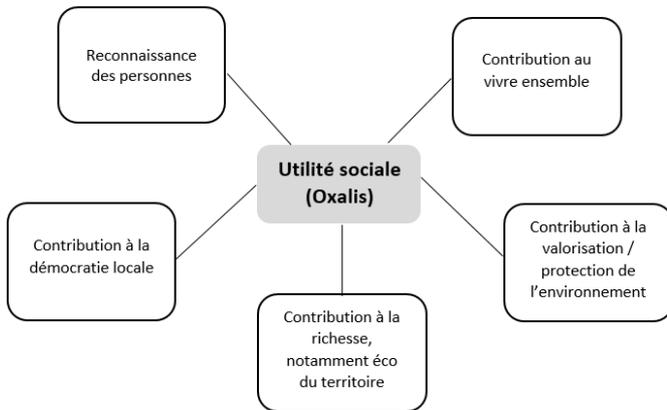 Reconnaissance
des personnes
Contribution au
vivre ensemble
Utilité sociale
(Oxalis)
Contribution à la
démocratie locale
Contribution à la
valorisation /
protection de
l'environnement
Contribution à la
richesse,
notamment éco
du territoire